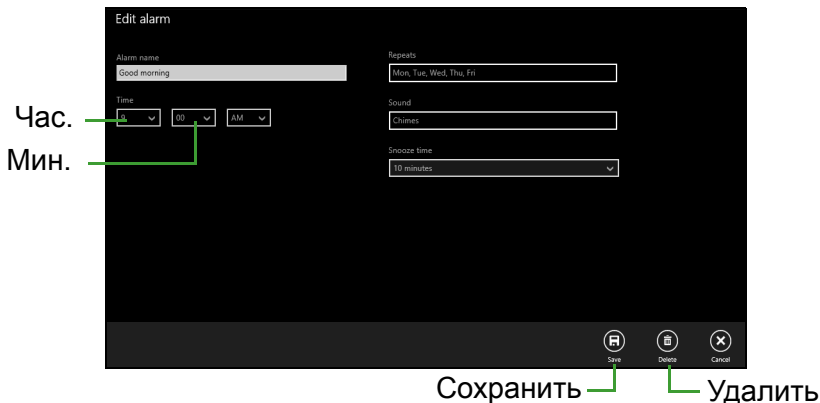 Edit alarm
Alarm name
Good morning
Time
9 00 AM
Repeats
Mon, Tue, Wed, Thu, Fri
Sound
Chimes
Snooze time
10 minutes
Час.
Мин.
Save Delete Cancel
Сохранить Удалить